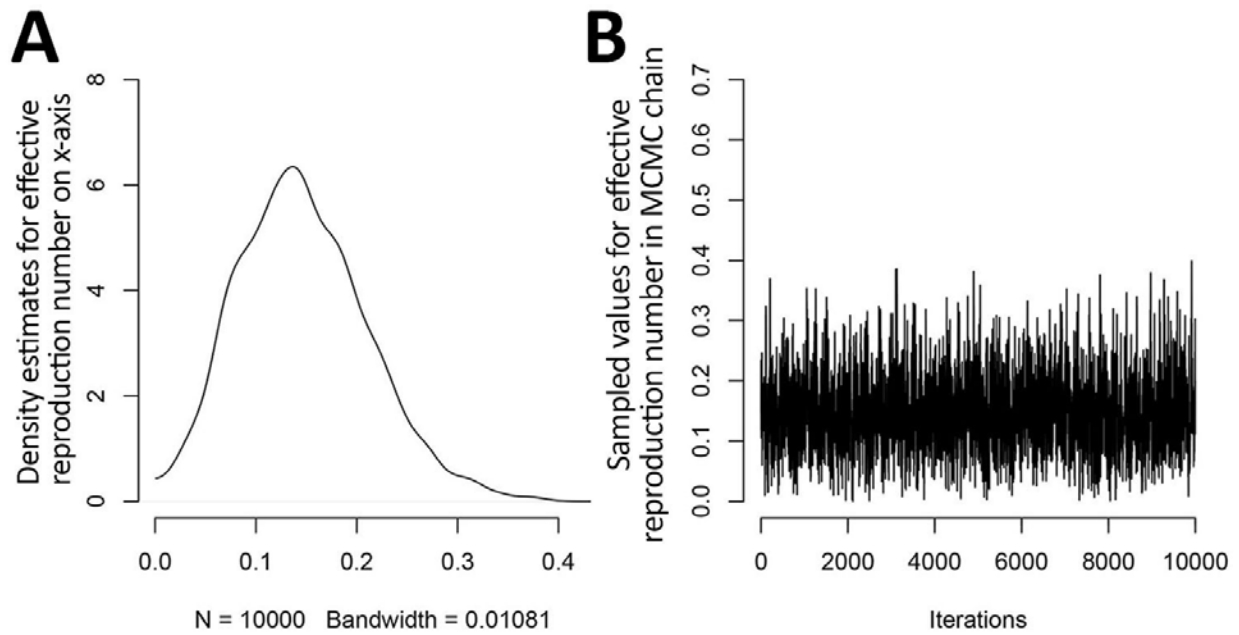 A
Density estimates for effective
reproduction number on x-axis
8
6
4
2
0
0.0 0.1 0.2 0.3 0.4
N = 10000 Bandwidth = 0.01081
B
Sampled values for effective
reproduction number in MCMC chain
0.7
0.6
0.5
0.4
0.3
0.2
0.1
0.0
0 2000 4000 6000 8000 10000
Iterations